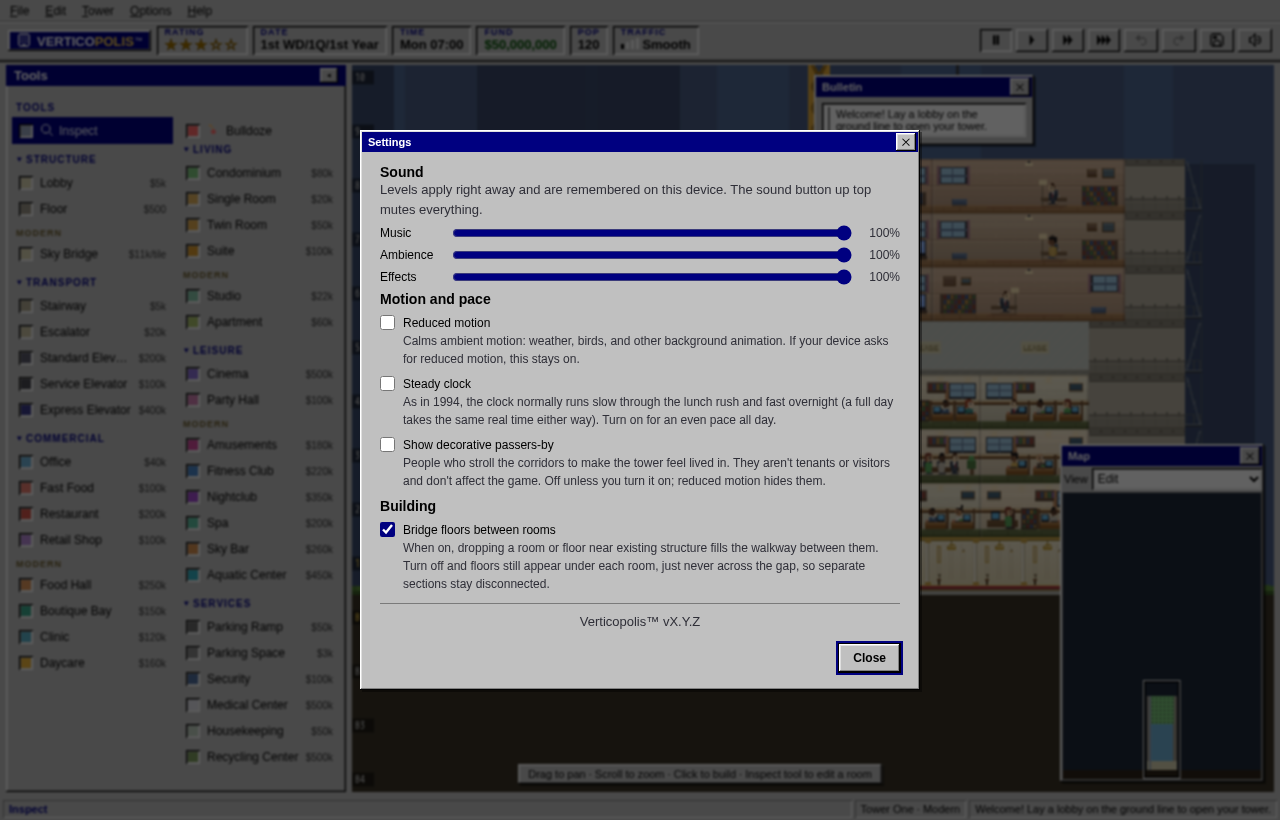 File Edit Tower Options Help
VERTICOPOLIS™
RATING
DATE
1st WD/1Q/1st Year
TIME
Mon 07:00
FUND
$50,000,000
POP
120
TRAFFIC
Smooth
Tools
TOOLS
Inspect
Bulldoze
STRUCTURE
Lobby $5k
Floor $500
MODERN
Sky Bridge $11k/tile
TRANSPORT
Stairway $5k
Escalator $20k
Standard Elev… $200k
Service Elevator $100k
Express Elevator $400k
COMMERCIAL
Office $40k
Fast Food $100k
Restaurant $200k
Retail Shop $100k
MODERN
Food Hall $250k
Boutique Bay $150k
Clinic $120k
Daycare $160k
LIVING
Condominium $80k
Single Room $20k
Twin Room $50k
Suite $100k
MODERN
Studio $22k
Apartment $60k
LEISURE
Cinema $500k
Party Hall $100k
MODERN
Amusements $180k
Fitness Club $220k
Nightclub $350k
Spa $200k
Sky Bar $260k
Aquatic Center $450k
SERVICES
Parking Ramp $50k
Parking Space $3k
Security $100k
Medical Center $500k
Housekeeping $50k
Recycling Center $500k
10
Bulletin
Welcome! Lay a lobby on the
ground line to open your tower.
Settings
Sound
Levels apply right away and are remembered on this device. The sound button up top
mutes everything.
Music 100%
Ambience 100%
Effects 100%
Motion and pace
Reduced motion
Calms ambient motion: weather, birds, and other background animation. If your device asks
for reduced motion, this stays on.
Steady clock
As in 1994, the clock normally runs slow through the lunch rush and fast overnight (a full day
takes the same real time either way). Turn on for an even pace all day.
Show decorative passers-by
People who stroll the corridors to make the tower feel lived in. They aren't tenants or visitors
and don't affect the game. Off unless you turn it on; reduced motion hides them.
Building
Bridge floors between rooms
When on, dropping a room or floor near existing structure fills the walkway between them.
Turn off and floors still appear under each room, just never across the gap, so separate
sections stay disconnected.
Verticopolis™ vX.Y.Z
Close
Map
View Edit
B3
B4
Drag to pan · Scroll to zoom · Click to build · Inspect tool to edit a room
Inspect
Tower One · Modern
Welcome! Lay a lobby on the ground line to open your tower.